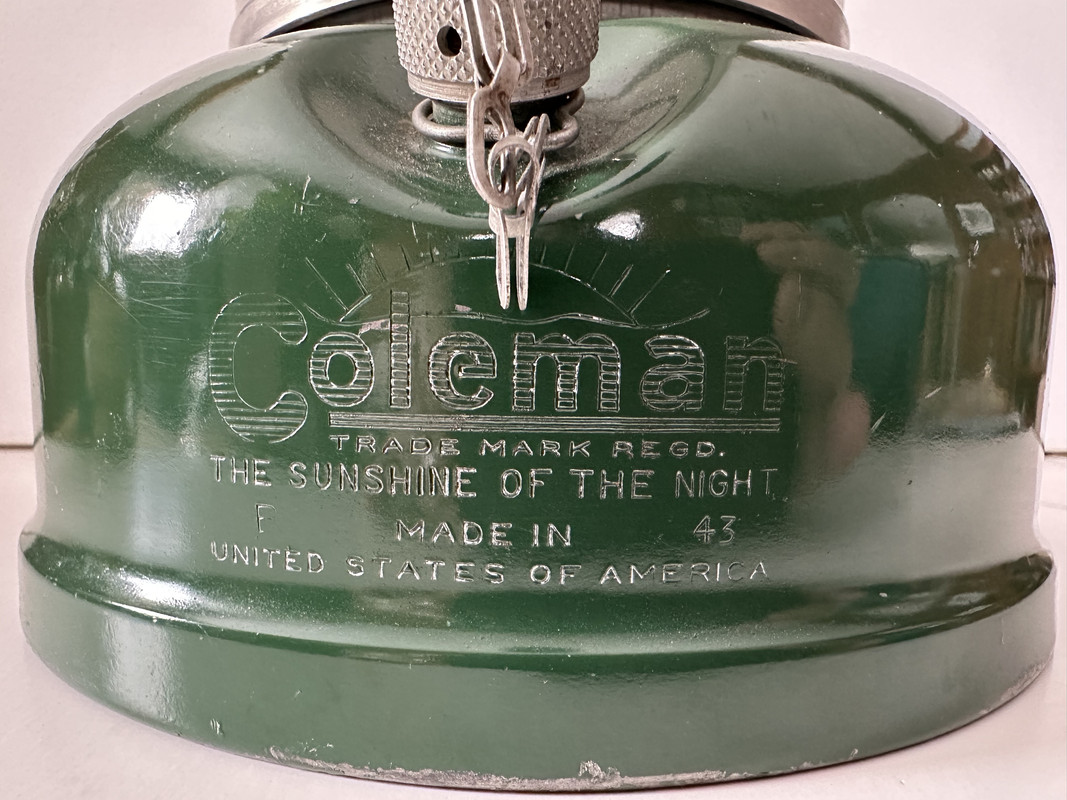 Coleman
TRADE MARK REGD.
THE SUNSHINE OF THE NIGHT
F MADE IN 43
UNITED STATES OF AMERICA